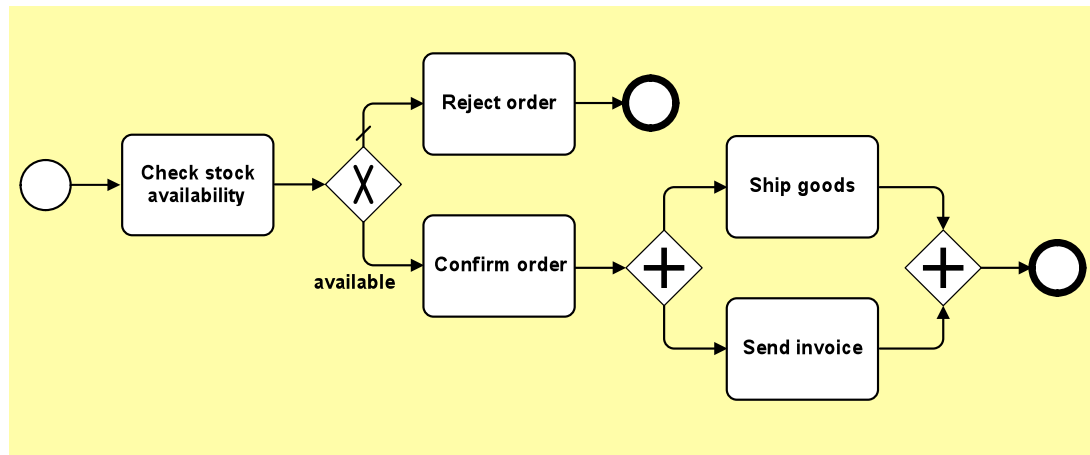 Check stock
availability
Reject order
available
Confirm order
Ship goods
Send invoice